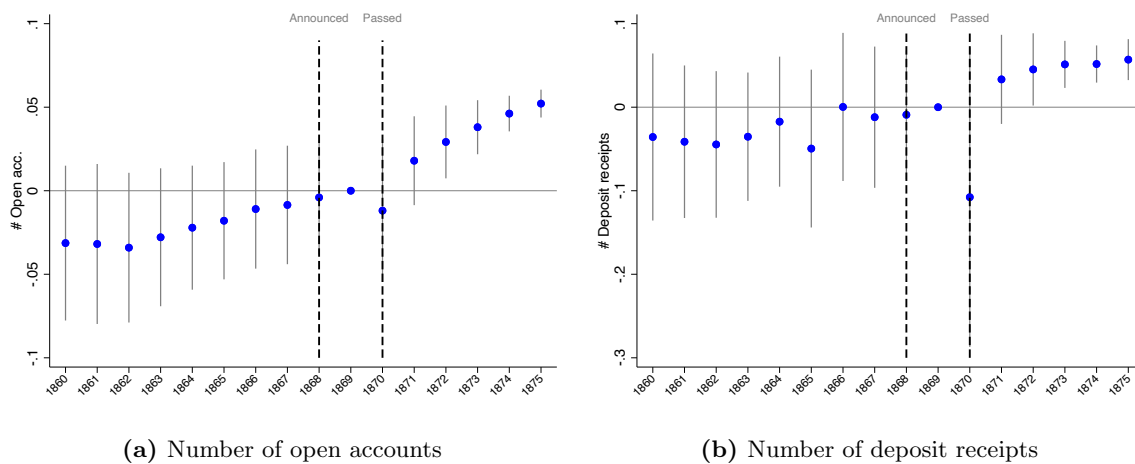 Announced Passed
# Open acc.
.1
.05
0
-.05
-.1
1860 1861 1862 1863 1864 1865 1866 1867 1868 1869 1870 1871 1872 1873 1874 1875
(a) Number of open accounts
Announced Passed
# Deposit receipts
.1
0
-.1
-.2
-.3
1860 1861 1862 1863 1864 1865 1866 1867 1868 1869 1870 1871 1872 1873 1874 1875
(b) Number of deposit receipts